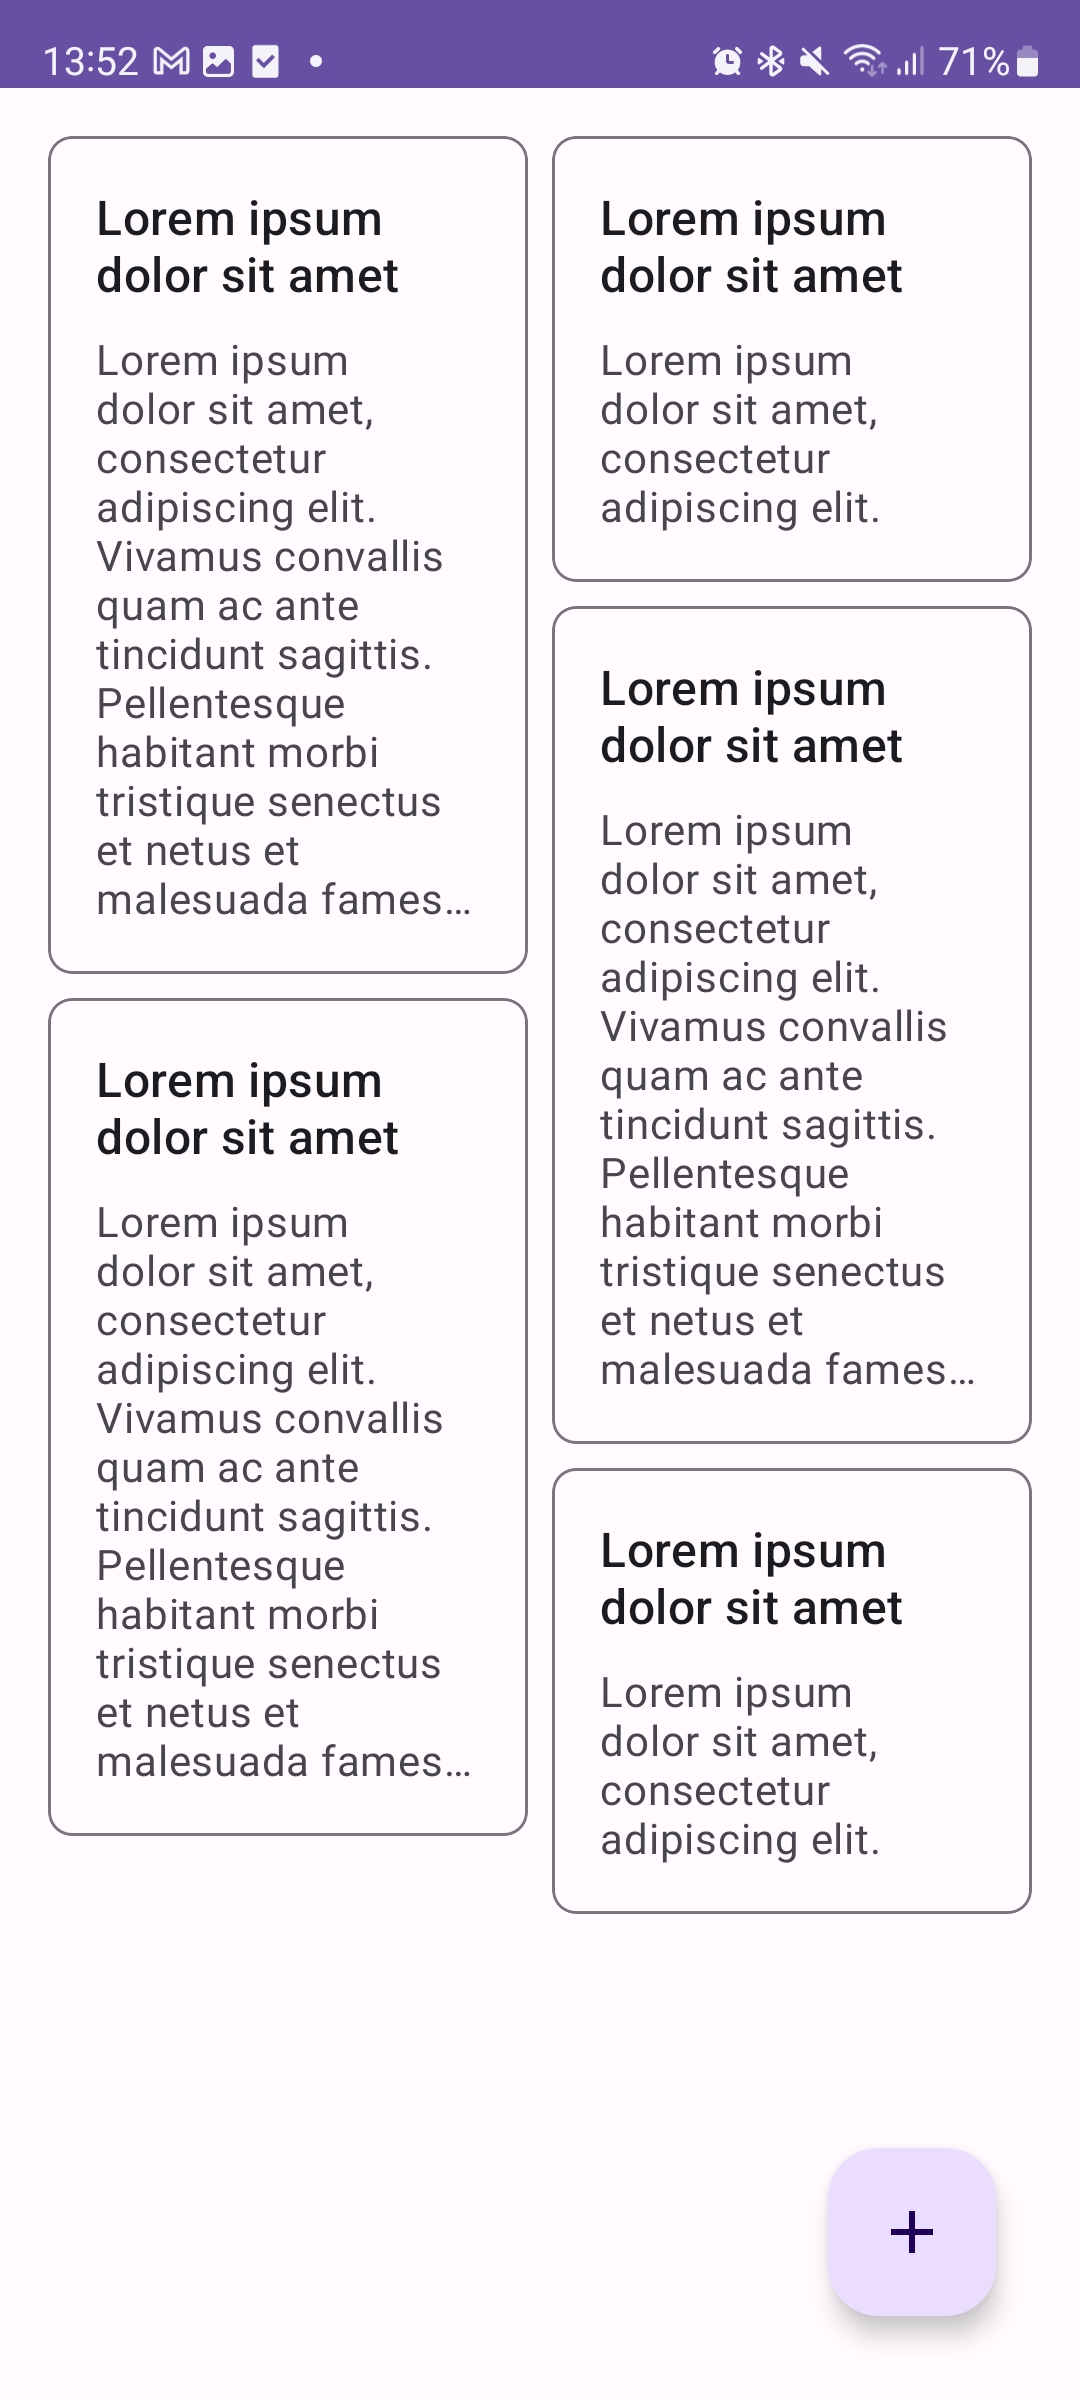 13:52
71%
Lorem ipsum
dolor sit amet
Lorem ipsum
dolor sit amet,
consectetur
adipiscing elit.
Vivamus convallis
quam ac ante
tincidunt sagittis.
Pellentesque
habitant morbi
tristique senectus
et netus et
malesuada fames…
Lorem ipsum
dolor sit amet
Lorem ipsum
dolor sit amet,
consectetur
adipiscing elit.
Vivamus convallis
quam ac ante
tincidunt sagittis.
Pellentesque
habitant morbi
tristique senectus
et netus et
malesuada fames…
Lorem ipsum
dolor sit amet
Lorem ipsum
dolor sit amet,
consectetur
adipiscing elit.
Lorem ipsum
dolor sit amet
Lorem ipsum
dolor sit amet,
consectetur
adipiscing elit.
Vivamus convallis
quam ac ante
tincidunt sagittis.
Pellentesque
habitant morbi
tristique senectus
et netus et
malesuada fames…
Lorem ipsum
dolor sit amet
Lorem ipsum
dolor sit amet,
consectetur
adipiscing elit.